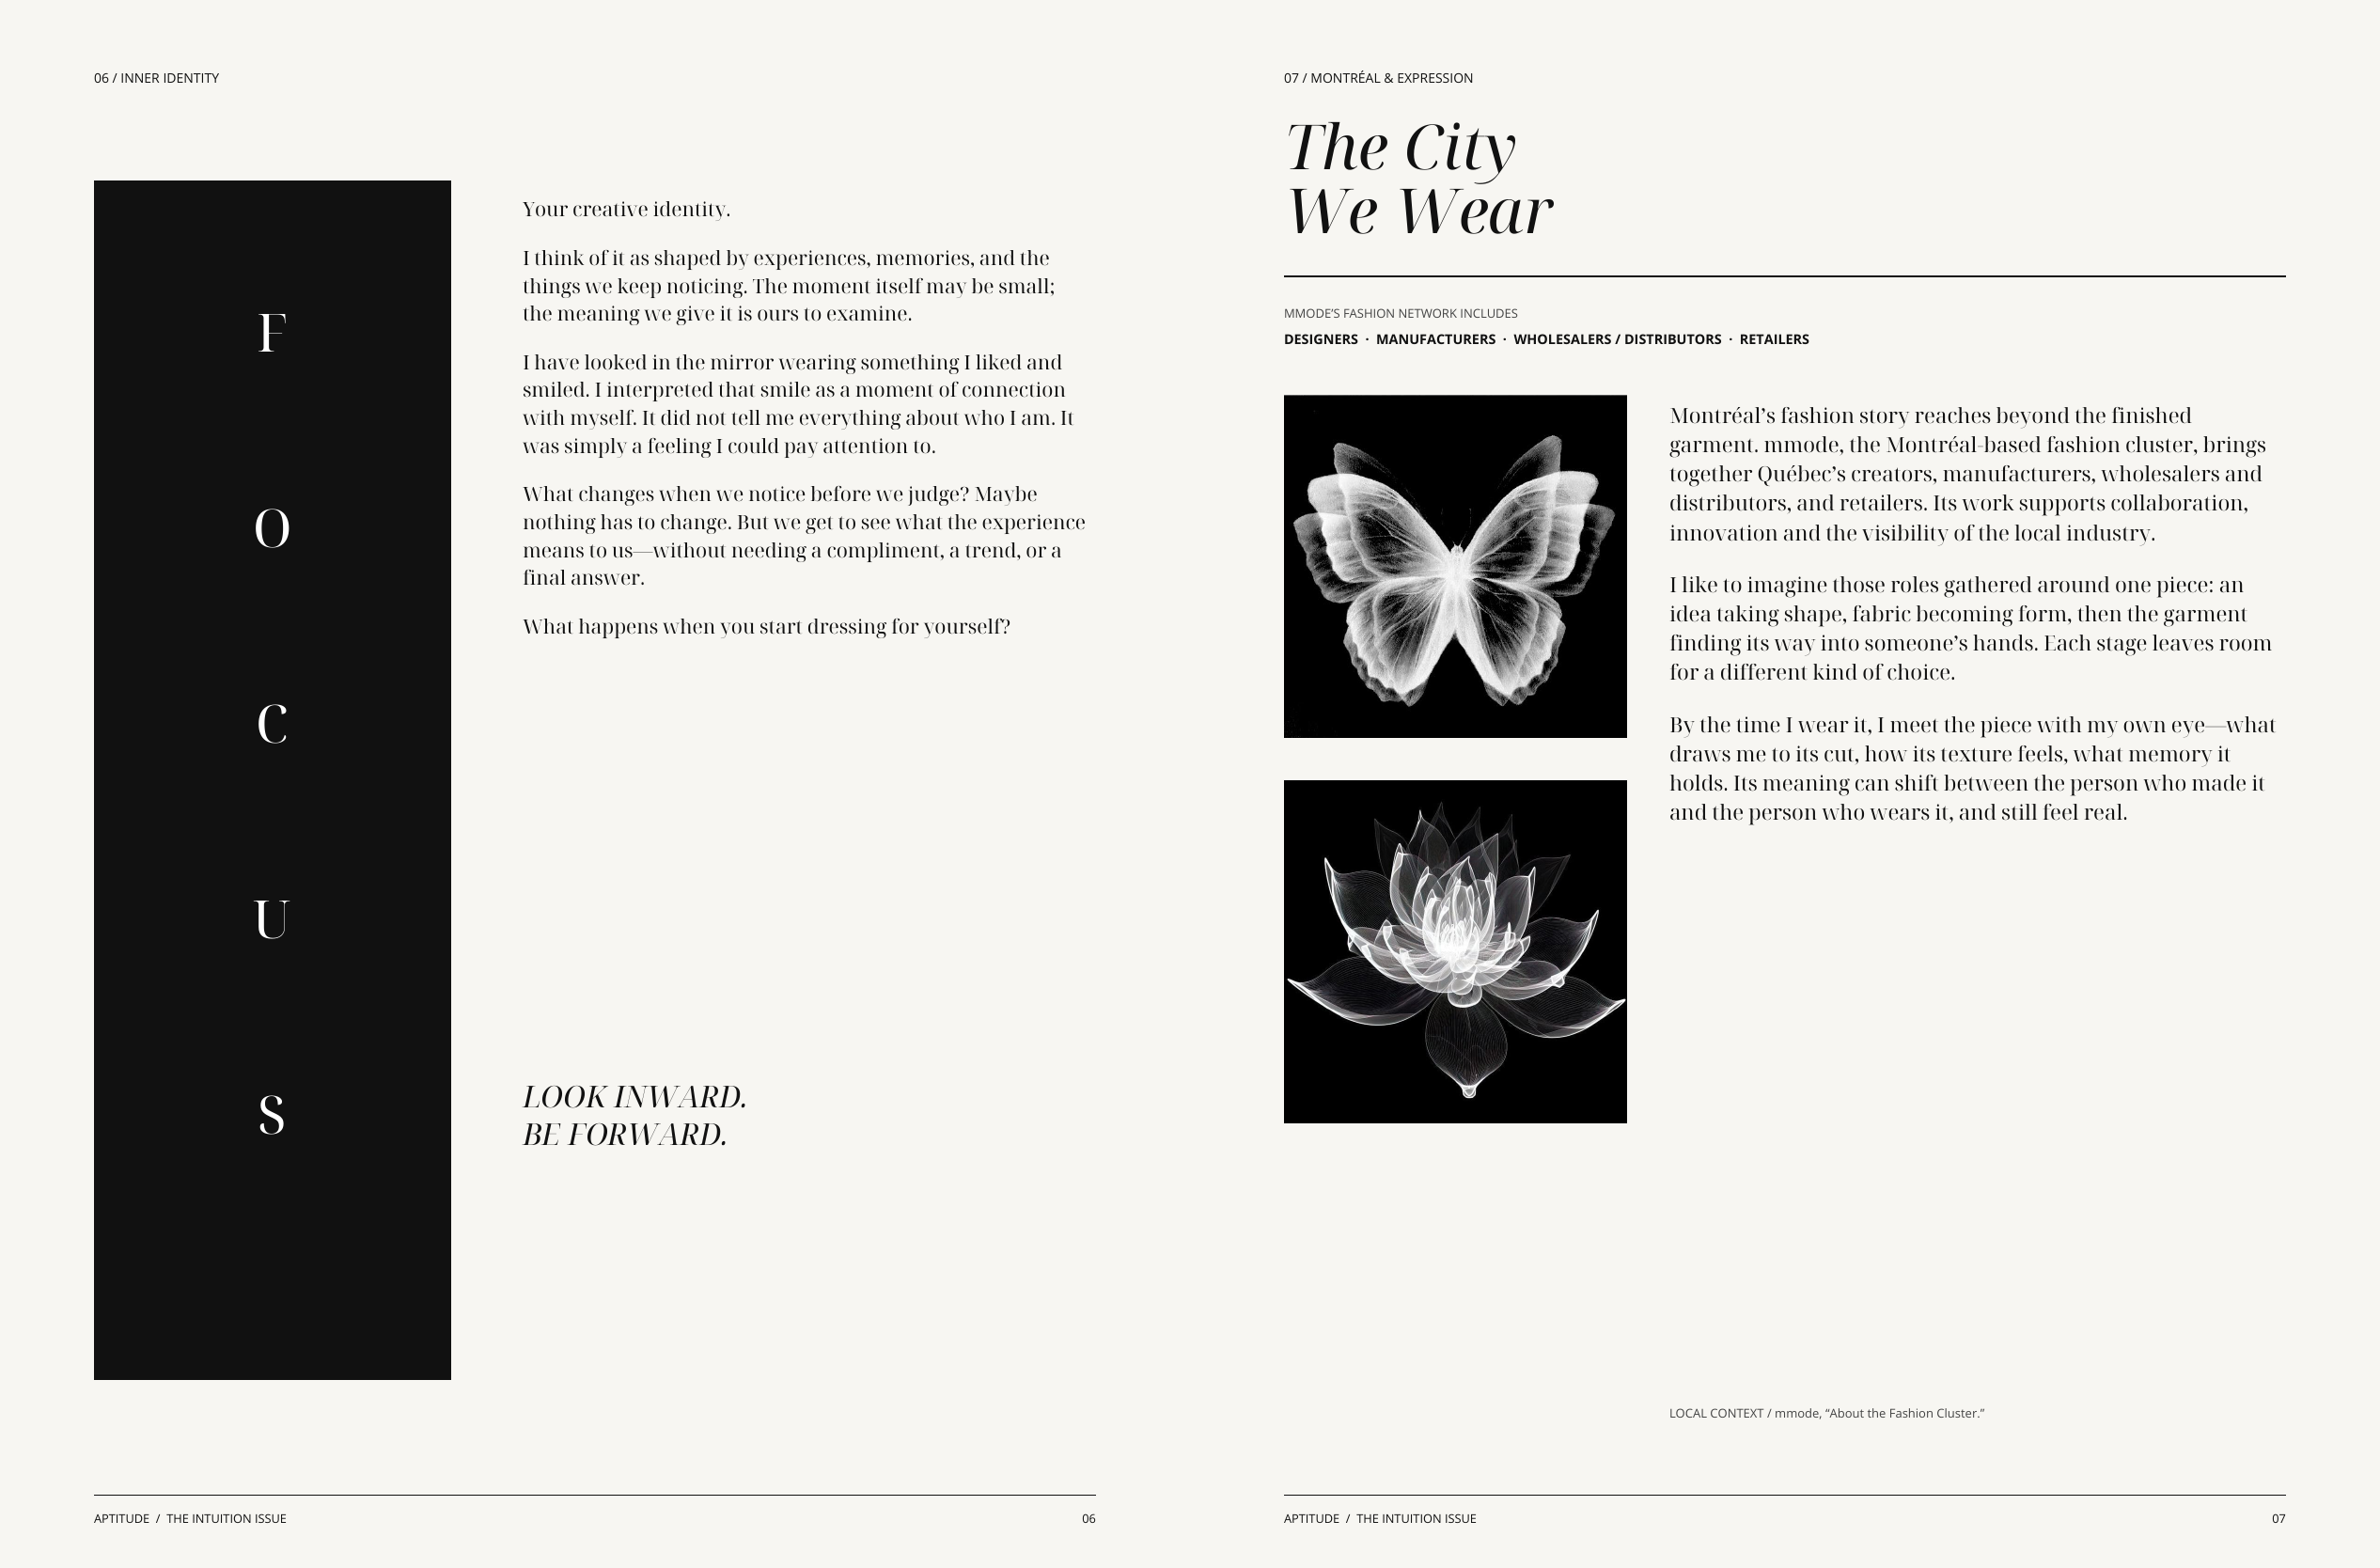 06 / INNER IDENTITY
F
O
C
U
S
Your creative identity.
I think of it as shaped by experiences, memories, and the
things we keep noticing. The moment itself may be small;
the meaning we give it is ours to examine.
I have looked in the mirror wearing something I liked and
smiled. I interpreted that smile as a moment of connection
with myself. It did not tell me everything about who I am. It
was simply a feeling I could pay attention to.
What changes when we notice before we judge? Maybe
nothing has to change. But we get to see what the experience
means to us—without needing a compliment, a trend, or a
final answer.
What happens when you start dressing for yourself?
LOOK INWARD.
BE FORWARD.
APTITUDE / THE INTUITION ISSUE
06
07 / MONTRÉAL & EXPRESSION
The City
We Wear
MMODE’S FASHION NETWORK INCLUDES
DESIGNERS · MANUFACTURERS · WHOLESALERS / DISTRIBUTORS · RETAILERS
Montréal’s fashion story reaches beyond the finished
garment. mmode, the Montréal-based fashion cluster, brings
together Québec’s creators, manufacturers, wholesalers and
distributors, and retailers. Its work supports collaboration,
innovation and the visibility of the local industry.
I like to imagine those roles gathered around one piece: an
idea taking shape, fabric becoming form, then the garment
finding its way into someone’s hands. Each stage leaves room
for a different kind of choice.
By the time I wear it, I meet the piece with my own eye—what
draws me to its cut, how its texture feels, what memory it
holds. Its meaning can shift between the person who made it
and the person who wears it, and still feel real.
LOCAL CONTEXT / mmode, “About the Fashion Cluster.”
APTITUDE / THE INTUITION ISSUE
07